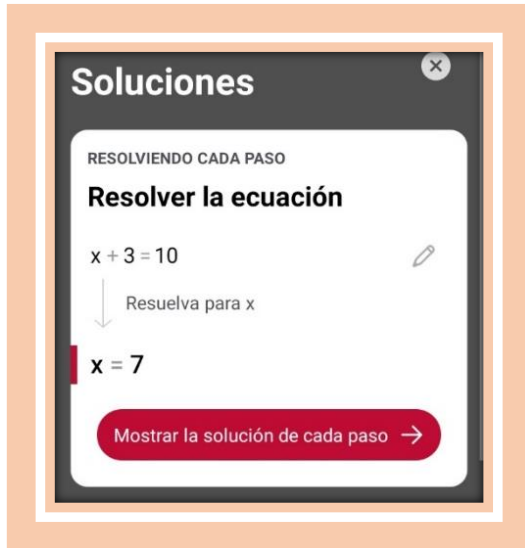 Soluciones
RESOLVIENDO CADA PASO
Resolver la ecuación
x + 3 = 10
Resuelva para x
x = 7
Mostrar la solución de cada paso